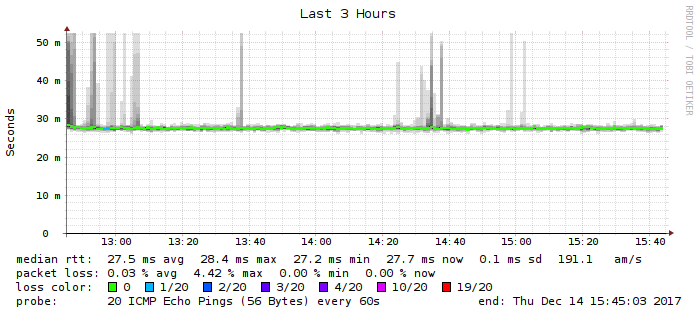 Last 3 Hours
RRDTOOL / TOBI OETIKER
Seconds
50 m
40 m
30 m
20 m
10 m
0
13:00 13:20 13:40 14:00 14:20 14:40 15:00 15:20 15:40
median rtt: 27.5 ms avg 28.4 ms max 27.2 ms min 27.7 ms now 0.1 ms sd 191.1 am/s
packet loss: 0.03 % avg 4.42 % max 0.00 % min 0.00 % now
loss color: 0 1/20 2/20 3/20 4/20 10/20 19/20
probe: 20 ICMP Echo Pings (56 Bytes) every 60s end: Thu Dec 14 15:45:03 2017